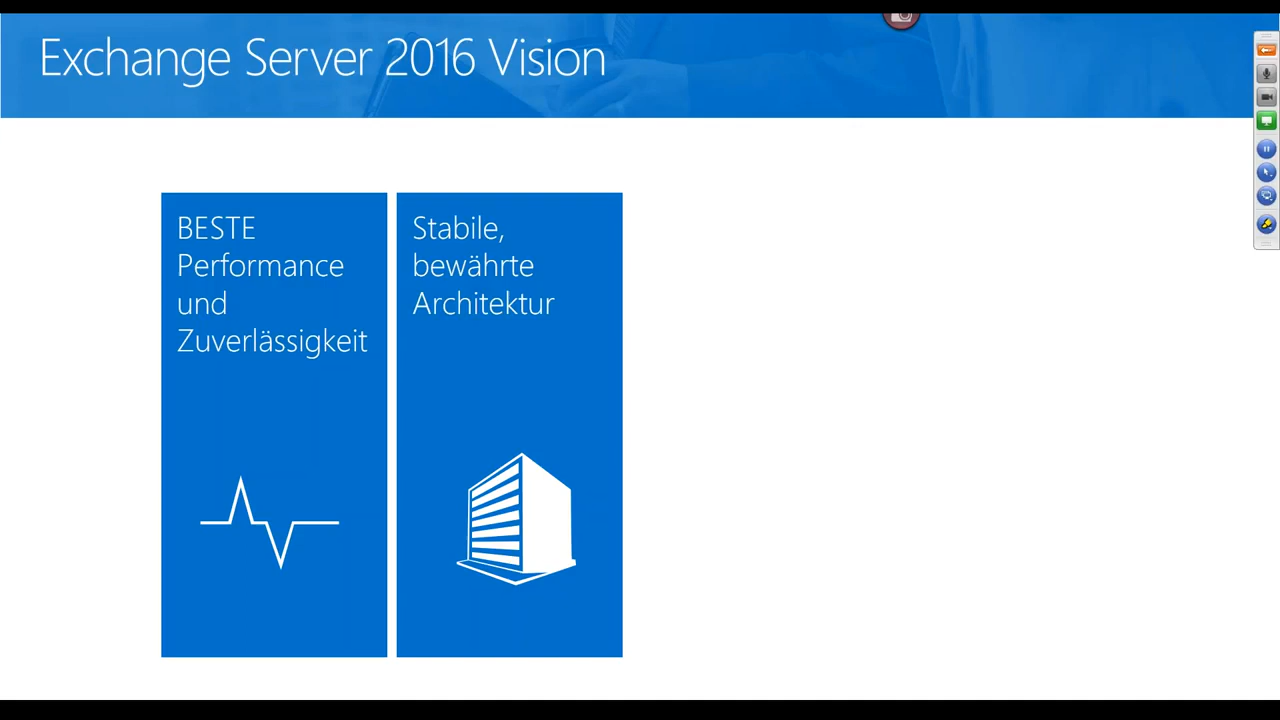 Exchange Server 2016 Vision
BESTE
Performance
und
Zuverlässigkeit
Stabile,
bewährte
Architektur